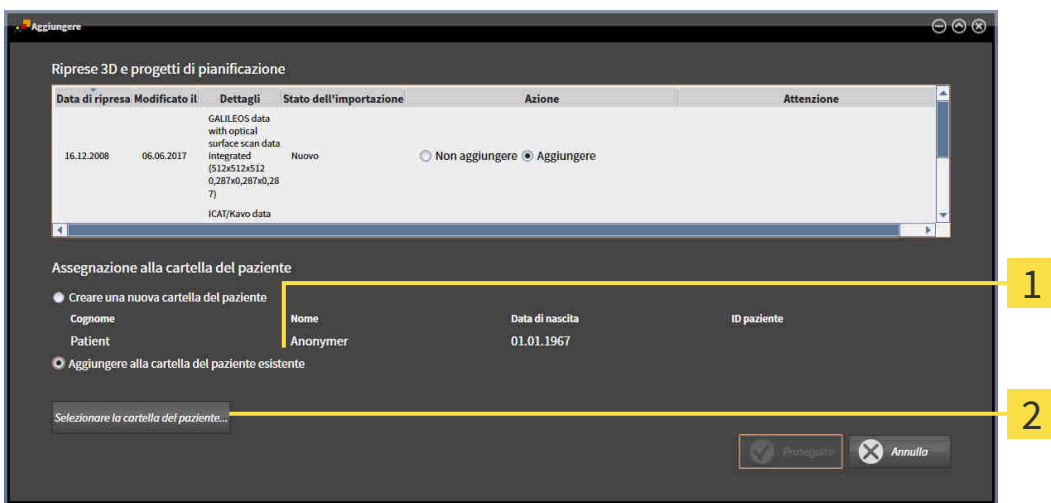 Aggiungere
Riprese 3D e progetti di pianificazione
Data di ripresa Modificato il Dettagli Stato dell'importazione Azione Attenzione
GALILEOS data
with optical
surface scan data
16.12.2008 06.06.2017 integrated Nuovo Non aggiungere Aggiungere
(512x512x512
0,287x0,287x0,28
7)
ICAT/Kavo data
Assegnazione alla cartella del paziente
1
Creare una nuova cartella del paziente
Cognome Nome Data di nascita ID paziente
Patient Anonymer 01.01.1967
Aggiungere alla cartella del paziente esistente
Selezionare la cartella del paziente...
2
Proseguire Annulla